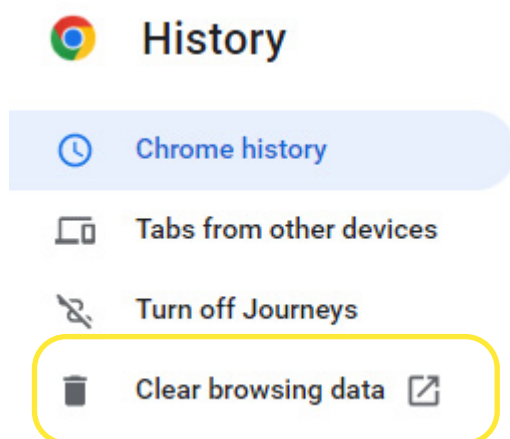 History
Chrome history
Tabs from other devices
Turn off Journeys
Clear browsing data